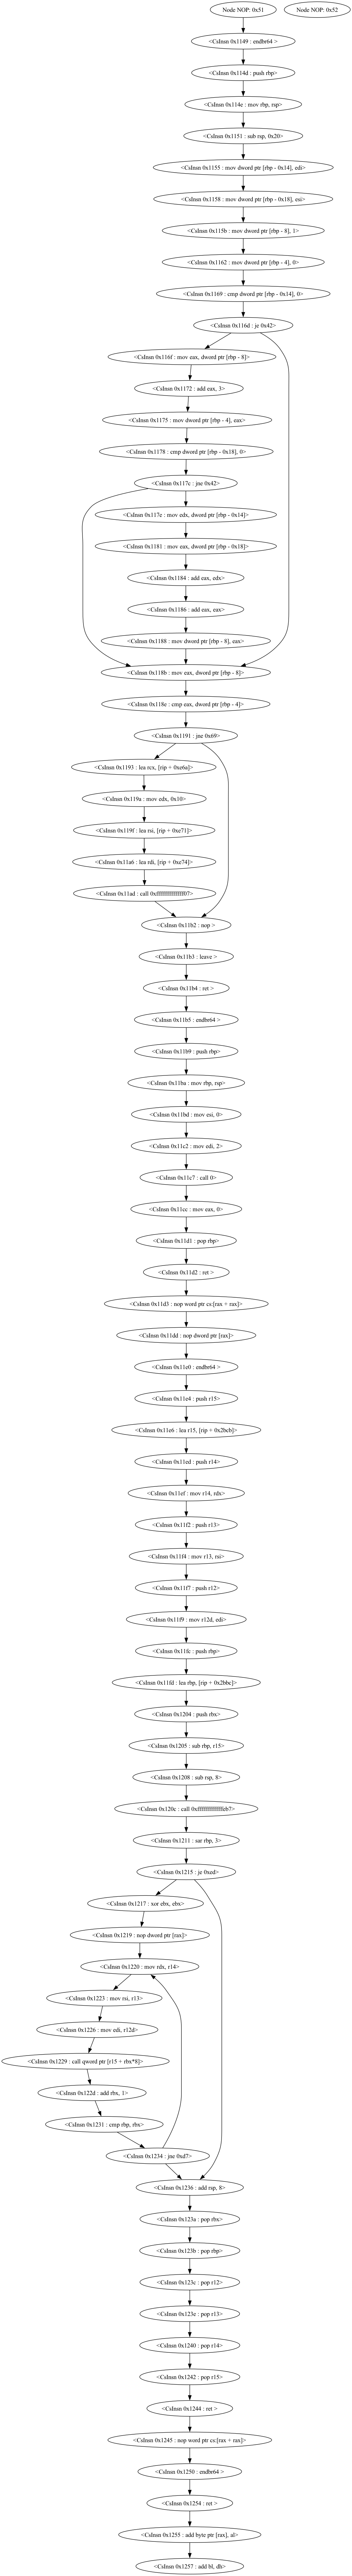 Node NOP: 0x51
Node NOP: 0x52
<CsInsn 0x1149 : endbr64 >
<CsInsn 0x114d : push rbp>
<CsInsn 0x114e : mov rbp, rsp>
<CsInsn 0x1151 : sub rsp, 0x20>
<CsInsn 0x1155 : mov dword ptr [rbp - 0x14], edi>
<CsInsn 0x1158 : mov dword ptr [rbp - 0x18], esi>
<CsInsn 0x115b : mov dword ptr [rbp - 8], 1>
<CsInsn 0x1162 : mov dword ptr [rbp - 4], 0>
<CsInsn 0x1169 : cmp dword ptr [rbp - 0x14], 0>
<CsInsn 0x116d : je 0x42>
<CsInsn 0x116f : mov eax, dword ptr [rbp - 8]>
<CsInsn 0x1172 : add eax, 3>
<CsInsn 0x1175 : mov dword ptr [rbp - 4], eax>
<CsInsn 0x1178 : cmp dword ptr [rbp - 0x18], 0>
<CsInsn 0x117c : jne 0x42>
<CsInsn 0x117e : mov edx, dword ptr [rbp - 0x14]>
<CsInsn 0x1181 : mov eax, dword ptr [rbp - 0x18]>
<CsInsn 0x1184 : add eax, edx>
<CsInsn 0x1186 : add eax, eax>
<CsInsn 0x1188 : mov dword ptr [rbp - 8], eax>
<CsInsn 0x118b : mov eax, dword ptr [rbp - 8]>
<CsInsn 0x118e : cmp eax, dword ptr [rbp - 4]>
<CsInsn 0x1191 : jne 0x69>
<CsInsn 0x1193 : lea rcx, [rip + 0xe6a]>
<CsInsn 0x119a : mov edx, 0x10>
<CsInsn 0x119f : lea rsi, [rip + 0xe71]>
<CsInsn 0x11a6 : lea rdi, [rip + 0xe74]>
<CsInsn 0x11ad : call 0xffffffffffffff07>
<CsInsn 0x11b2 : nop >
<CsInsn 0x11b3 : leave >
<CsInsn 0x11b4 : ret >
<CsInsn 0x11b5 : endbr64 >
<CsInsn 0x11b9 : push rbp>
<CsInsn 0x11ba : mov rbp, rsp>
<CsInsn 0x11bd : mov esi, 0>
<CsInsn 0x11c2 : mov edi, 2>
<CsInsn 0x11c7 : call 0>
<CsInsn 0x11cc : mov eax, 0>
<CsInsn 0x11d1 : pop rbp>
<CsInsn 0x11d2 : ret >
<CsInsn 0x11d3 : nop word ptr cs:[rax + rax]>
<CsInsn 0x11dd : nop dword ptr [rax]>
<CsInsn 0x11e0 : endbr64 >
<CsInsn 0x11e4 : push r15>
<CsInsn 0x11e6 : lea r15, [rip + 0x2bcb]>
<CsInsn 0x11ed : push r14>
<CsInsn 0x11ef : mov r14, rdx>
<CsInsn 0x11f2 : push r13>
<CsInsn 0x11f4 : mov r13, rsi>
<CsInsn 0x11f7 : push r12>
<CsInsn 0x11f9 : mov r12d, edi>
<CsInsn 0x11fc : push rbp>
<CsInsn 0x11fd : lea rbp, [rip + 0x2bbc]>
<CsInsn 0x1204 : push rbx>
<CsInsn 0x1205 : sub rbp, r15>
<CsInsn 0x1208 : sub rsp, 8>
<CsInsn 0x120c : call 0xfffffffffffffeb7>
<CsInsn 0x1211 : sar rbp, 3>
<CsInsn 0x1215 : je 0xed>
<CsInsn 0x1217 : xor ebx, ebx>
<CsInsn 0x1219 : nop dword ptr [rax]>
<CsInsn 0x1220 : mov rdx, r14>
<CsInsn 0x1223 : mov rsi, r13>
<CsInsn 0x1226 : mov edi, r12d>
<CsInsn 0x1229 : call qword ptr [r15 + rbx*8]>
<CsInsn 0x122d : add rbx, 1>
<CsInsn 0x1231 : cmp rbp, rbx>
<CsInsn 0x1234 : jne 0xd7>
<CsInsn 0x1236 : add rsp, 8>
<CsInsn 0x123a : pop rbx>
<CsInsn 0x123b : pop rbp>
<CsInsn 0x123c : pop r12>
<CsInsn 0x123e : pop r13>
<CsInsn 0x1240 : pop r14>
<CsInsn 0x1242 : pop r15>
<CsInsn 0x1244 : ret >
<CsInsn 0x1245 : nop word ptr cs:[rax + rax]>
<CsInsn 0x1250 : endbr64 >
<CsInsn 0x1254 : ret >
<CsInsn 0x1255 : add byte ptr [rax], al>
<CsInsn 0x1257 : add bl, dh>